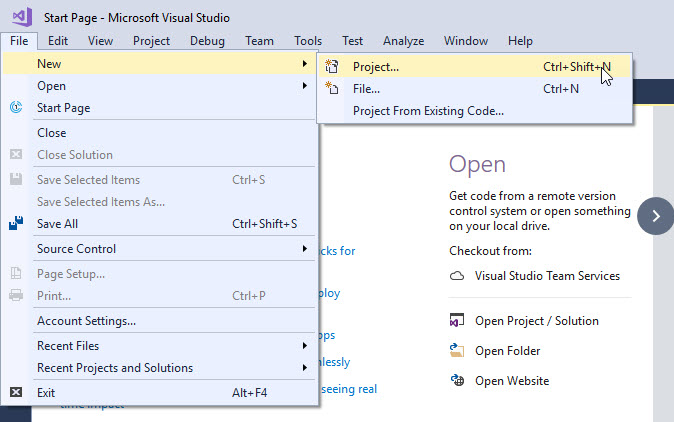 Start Page - Microsoft Visual Studio
File Edit View Project Debug Team Tools Test Analyze Window Help
New
Project... Ctrl+Shift+N
Open
File... Ctrl+N
Start Page
Project From Existing Code...
Close
Close Solution
Save Selected Items Ctrl+S
Save Selected Items As...
Save All Ctrl+Shift+S
Source Control
Page Setup...
Print... Ctrl+P
Account Settings...
Recent Files
Recent Projects and Solutions
Exit Alt+F4
cks for
ploy
pps
nlessly
seeing real
time impact
Open
Get code from a remote version
control system or open something
on your local drive.
Checkout from:
Visual Studio Team Services
Open Project / Solution
Open Folder
Open Website